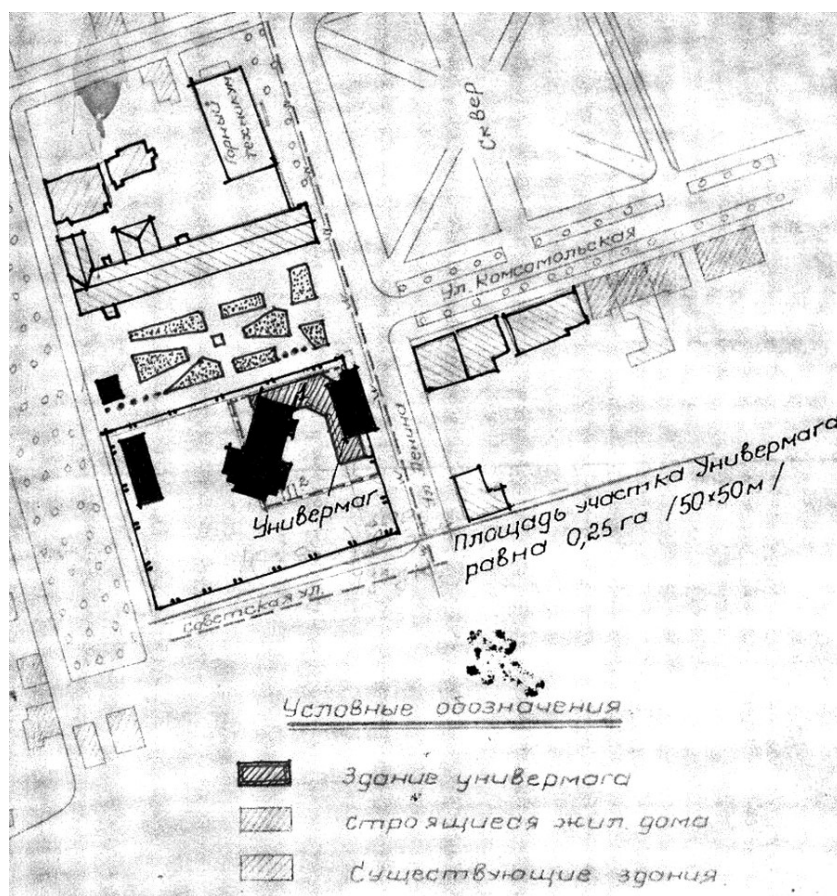 Горный
техникум
Сквер
ул. Комсомольская
ул. Ленина
Универмаг
Площадь участка Универмага
равна 0,25 га /50×50м/
Советская ул.
Условные обозначения
Здание универмага
строящиеся жил. дома
Существующие здания